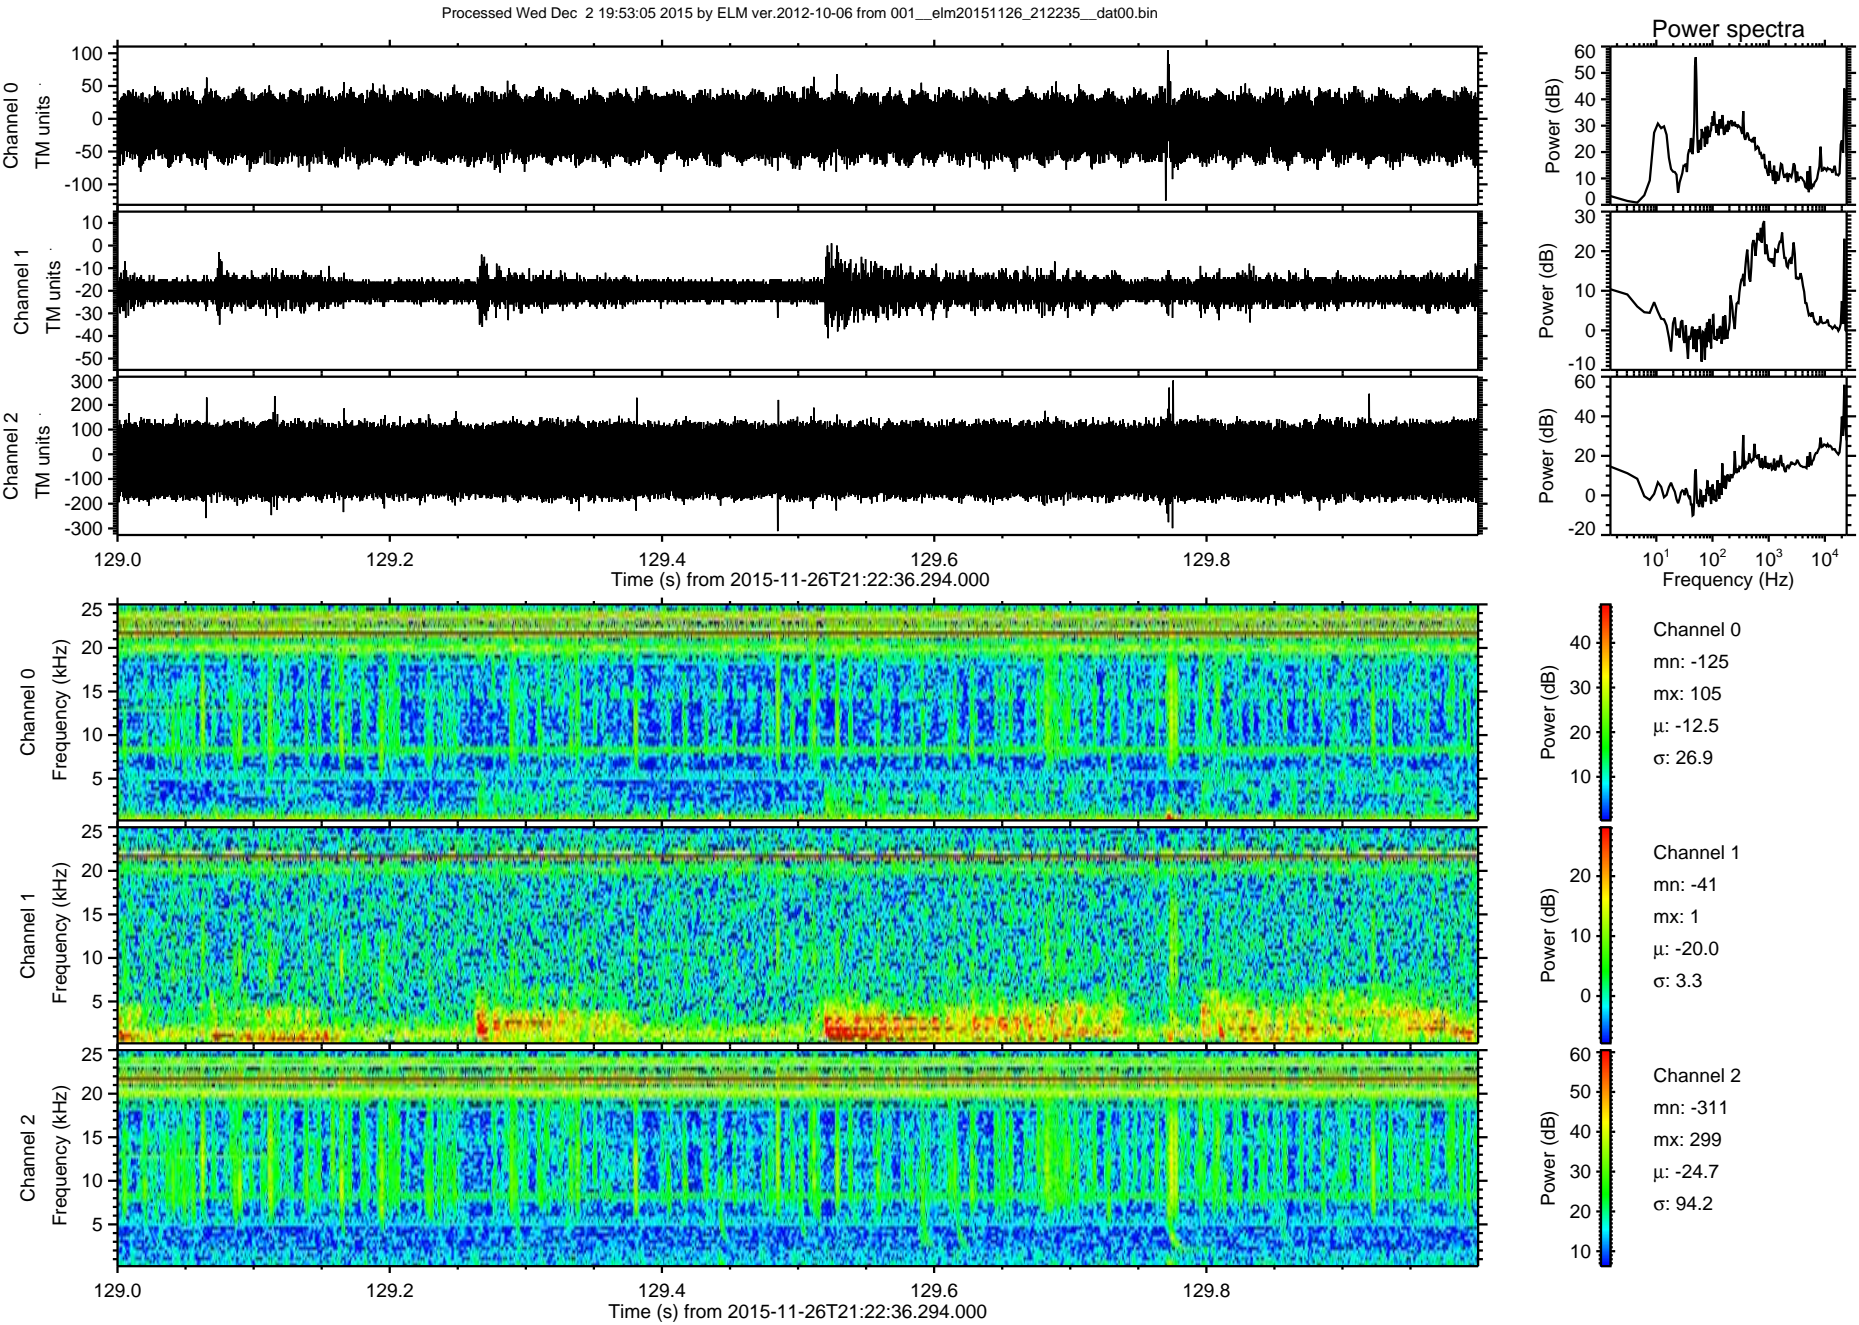 Processed Wed Dec  2 19:53:05 2015 by ELM ver.2012-10-06 from 001__elm20151126_212235__dat00.bin
Power spectra
Channel 0
TM units
100
50
0
-50
-100
Power (dB)
60
50
40
30
20
10
0
Channel 1
TM units
10
0
-10
-20
-30
-40
-50
Power (dB)
30
20
10
0
-10
Channel 2
TM units
300
200
100
0
-100
-200
-300
Power (dB)
60
40
20
0
-20
129.0 129.2 129.4 129.6 129.8
Time (s) from 2015-11-26T21:22:36.294.000
10¹ 10² 10³ 10⁴
Frequency (Hz)
Channel 0
Frequency (kHz)
25
20
15
10
5
Power (dB)
40
30
20
10
Channel 0
mn: -125
mx: 105
µ: -12.5
σ: 26.9
Channel 1
Frequency (kHz)
25
20
15
10
5
Power (dB)
20
10
0
Channel 1
mn: -41
mx: 1
µ: -20.0
σ: 3.3
Channel 2
Frequency (kHz)
25
20
15
10
5
Power (dB)
60
50
40
30
20
10
Channel 2
mn: -311
mx: 299
µ: -24.7
σ: 94.2
129.0 129.2 129.4 129.6 129.8
Time (s) from 2015-11-26T21:22:36.294.000